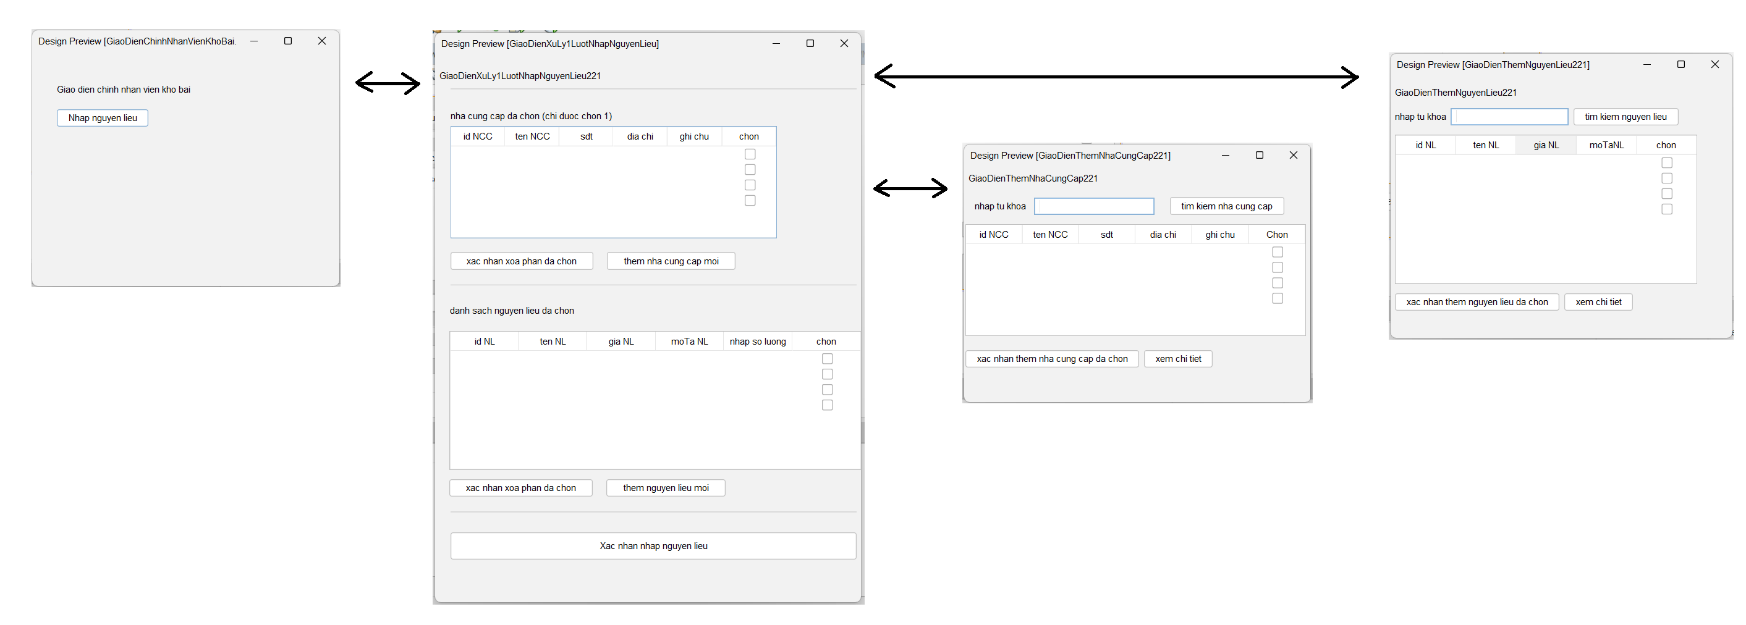 Design Preview [GiaoDienChinhNhanVienKhoBai
Giao dien chinh nhan vien kho bai
Nhap nguyen lieu
Design Preview [GiaoDienXuLy1LuotNhapNguyenLieu]
GiaoDienXuLy1LuotNhapNguyenLieu221
nha cung cap da chon (chi duoc chon 1)
id NCC ten NCC sdt dia chi ghi chu chon
xac nhan xoa phan da chon them nha cung cap moi
danh sach nguyen lieu da chon
id NL ten NL gia NL moTa NL nhap so luong chon
xac nhan xoa phan da chon them nguyen lieu moi
Xac nhan nhap nguyen lieu
Design Preview [GiaoDienThemNhaCungCap221]
GiaoDienThemNhaCungCap221
nhap tu khoa tim kiem nha cung cap
id NCC ten NCC sdt dia chi ghi chu Chon
xac nhan them nha cung cap da chon xem chi tiet
Design Preview [GiaoDienThemNguyenLieu221]
GiaoDienThemNguyenLieu221
nhap tu khoa tim kiem nguyen lieu
id NL ten NL gia NL moTaNL chon
xac nhan them nguyen lieu da chon xem chi tiet